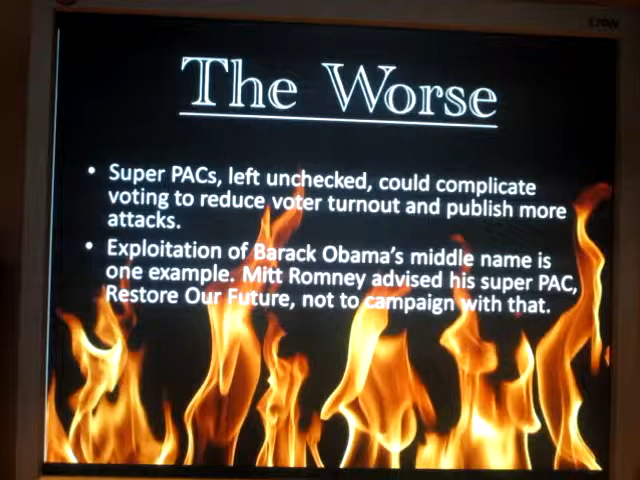 The Worse
• Super PACs, left unchecked, could complicate
voting to reduce voter turnout and publish more
attacks.
• Exploitation of Barack Obama's middle name is
one example. Mitt Romney advised his super PAC,
Restore Our Future, not to campaign with that.